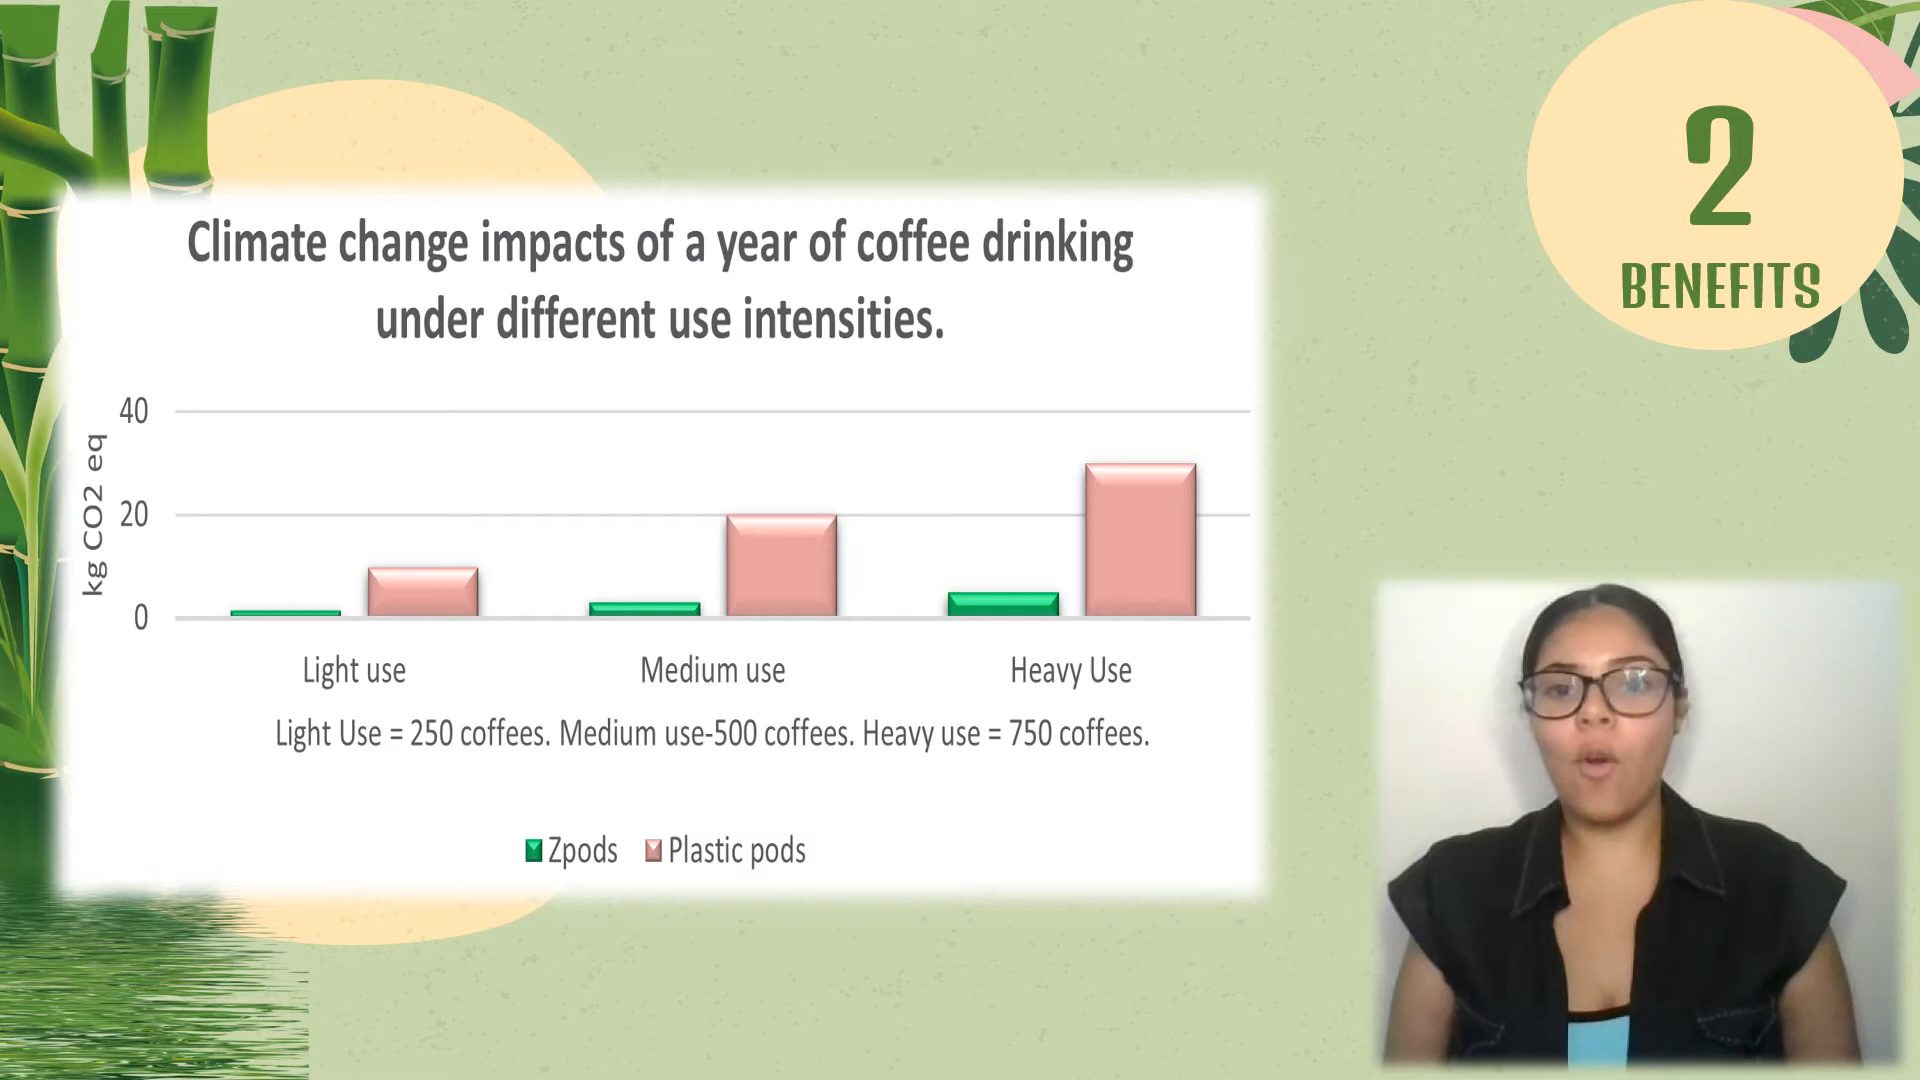 2
BENEFITS
Climate change impacts of a year of coffee drinking
under different use intensities.
kg CO2 eq
40
20
0
Light use
Medium use
Heavy Use
Light Use = 250 coffees. Medium use-500 coffees. Heavy use = 750 coffees.
Zpods
Plastic pods